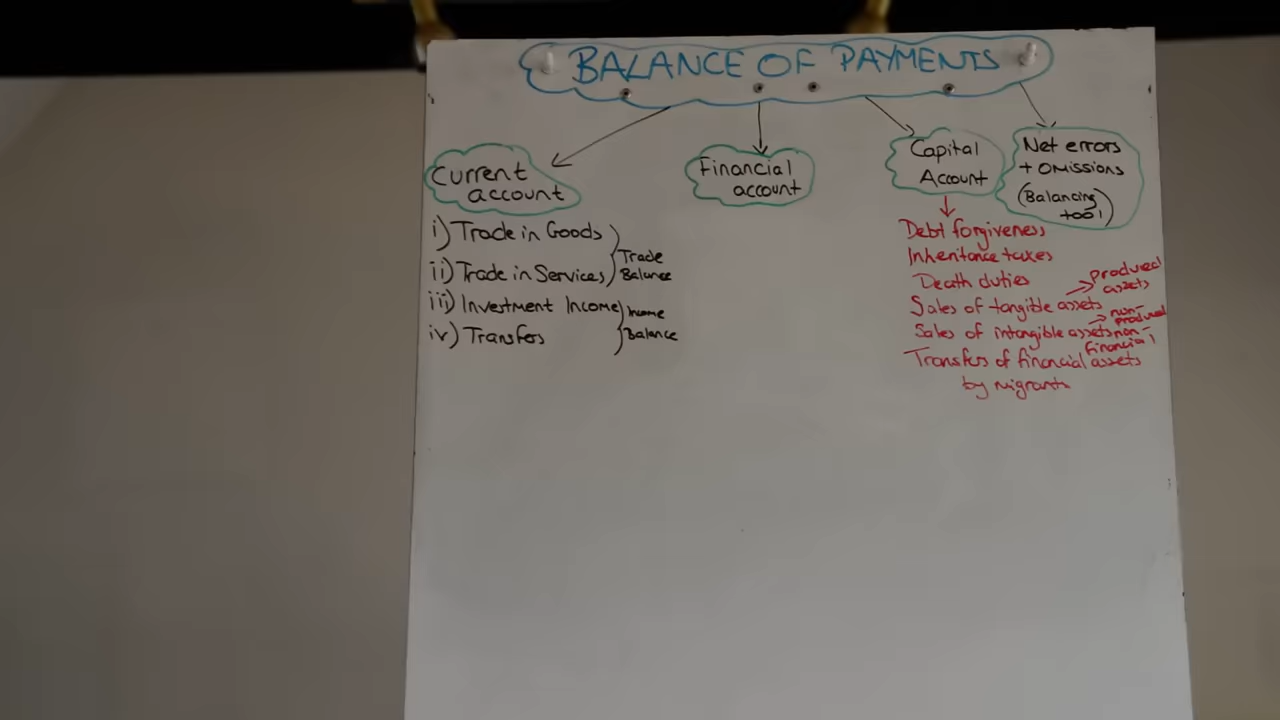 BALANCE OF PAYMENTS
Current
account
i) Trade in Goods
ii) Trade in Services
Trade
Balance
iii) Investment Income
iv) Transfers
Income
Balance
Financial
account
Capital
Account
Debt forgiveness
Inheritance taxes
Death duties
Sales of tangible assets
produced
assets
Sales of intangible assets
non-
produced
non-
financial
Transfers of financial assets
by migrants
Net errors
+ Omissions
(Balancing
tool)